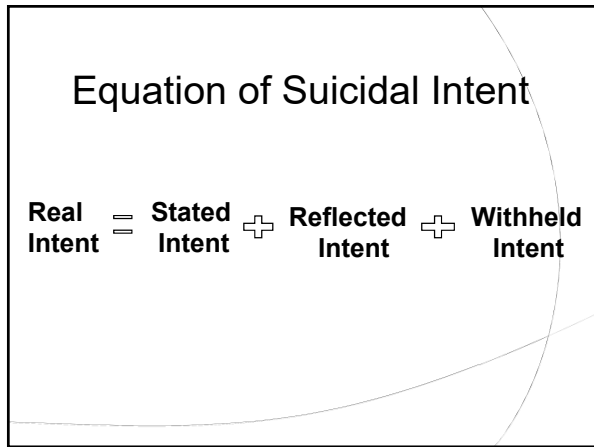 Equation of Suicidal Intent
Real = Stated + Reflected + Withheld
Intent Intent Intent Intent